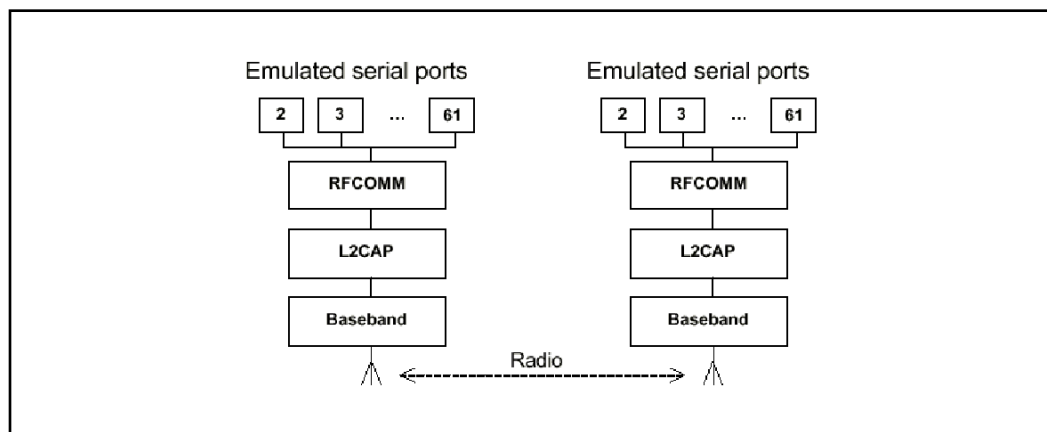 Emulated serial ports Emulated serial ports
2 3 ... 61 2 3 ... 61
RFCOMM RFCOMM
L2CAP L2CAP
Baseband Baseband
Radio